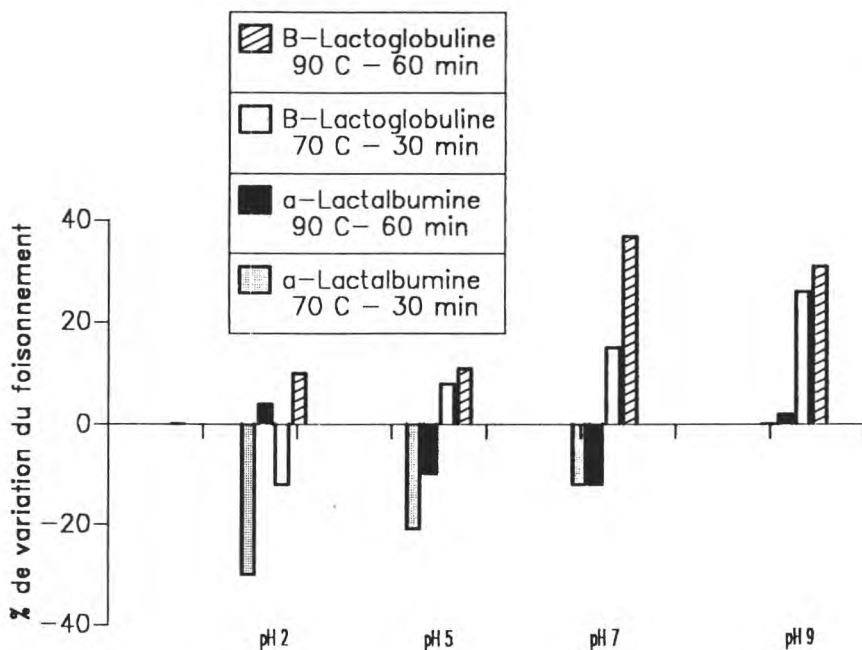 B-Lactoglobuline
90 C - 60 min
B-Lactoglobuline
70 C - 30 min
a-Lactalbumine
90 C- 60 min
a-Lactalbumine
70 C - 30 min
% de variation du foisonnement
40
20
0
-20
-40
pH 2
pH 5
pH 7
pH 9